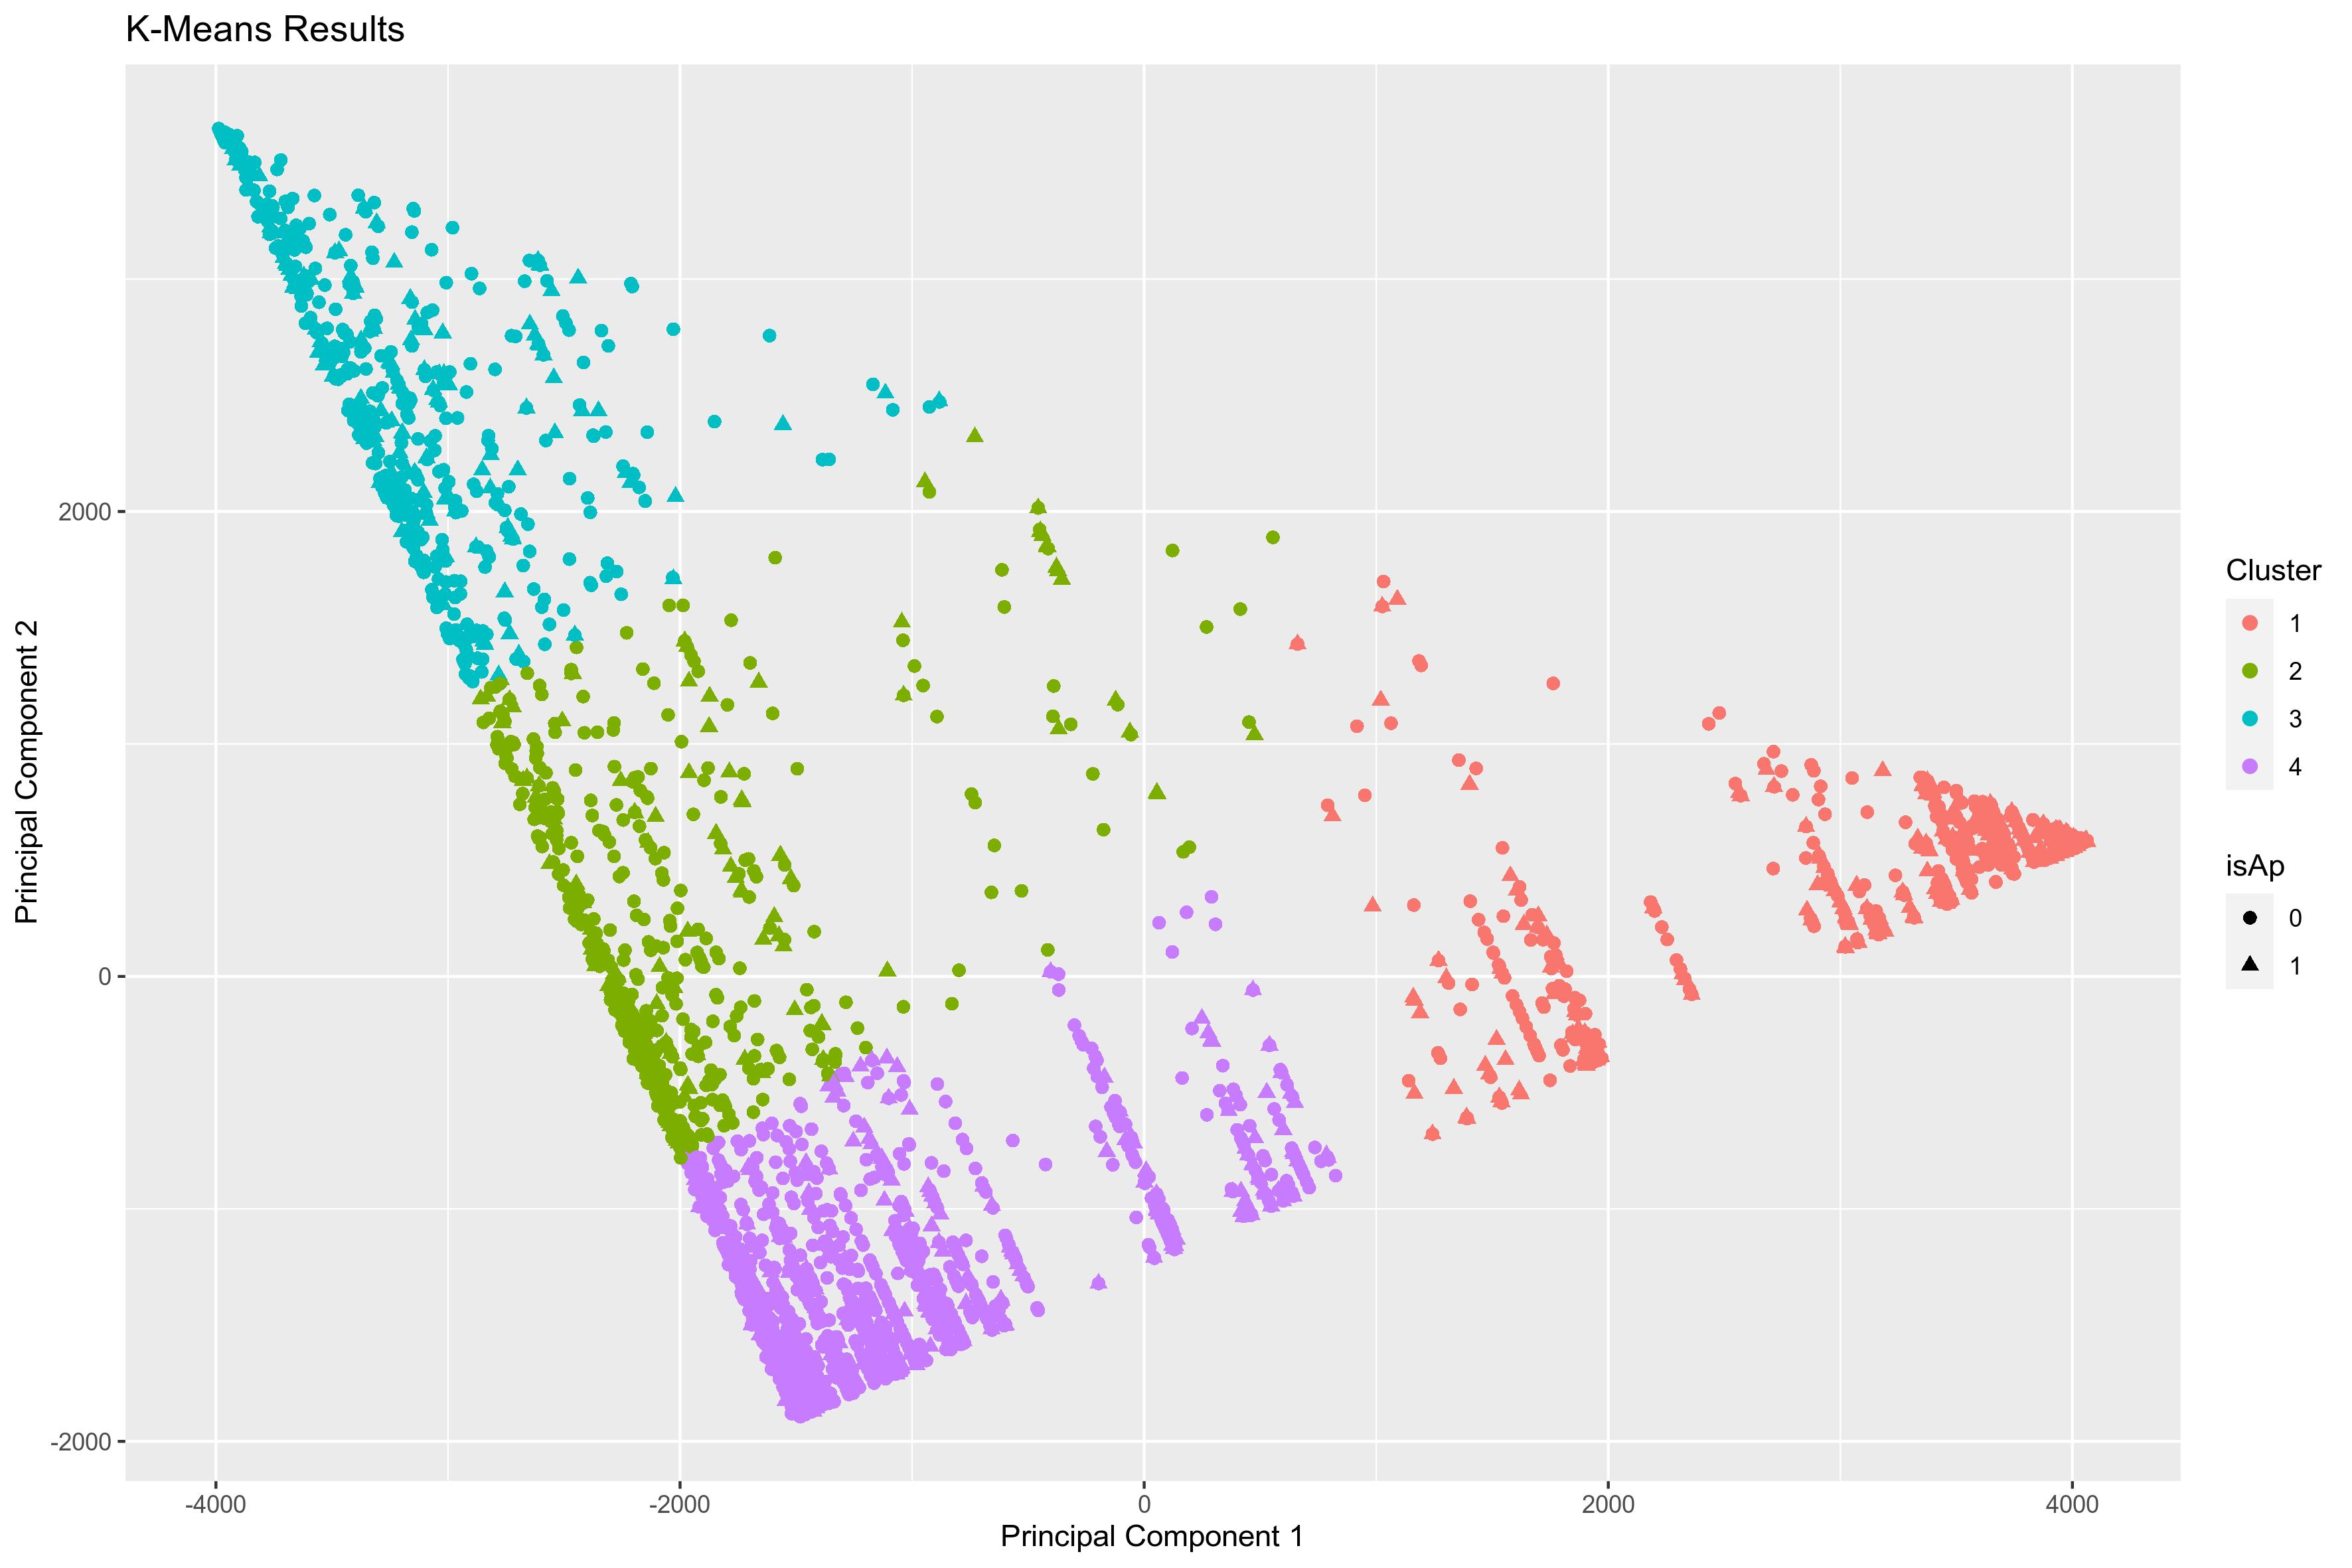 K-Means Results
Principal Component 2
2000
0
-2000
-4000
-2000
0
2000
4000
Principal Component 1
Cluster
1
2
3
4
isAp
0
1